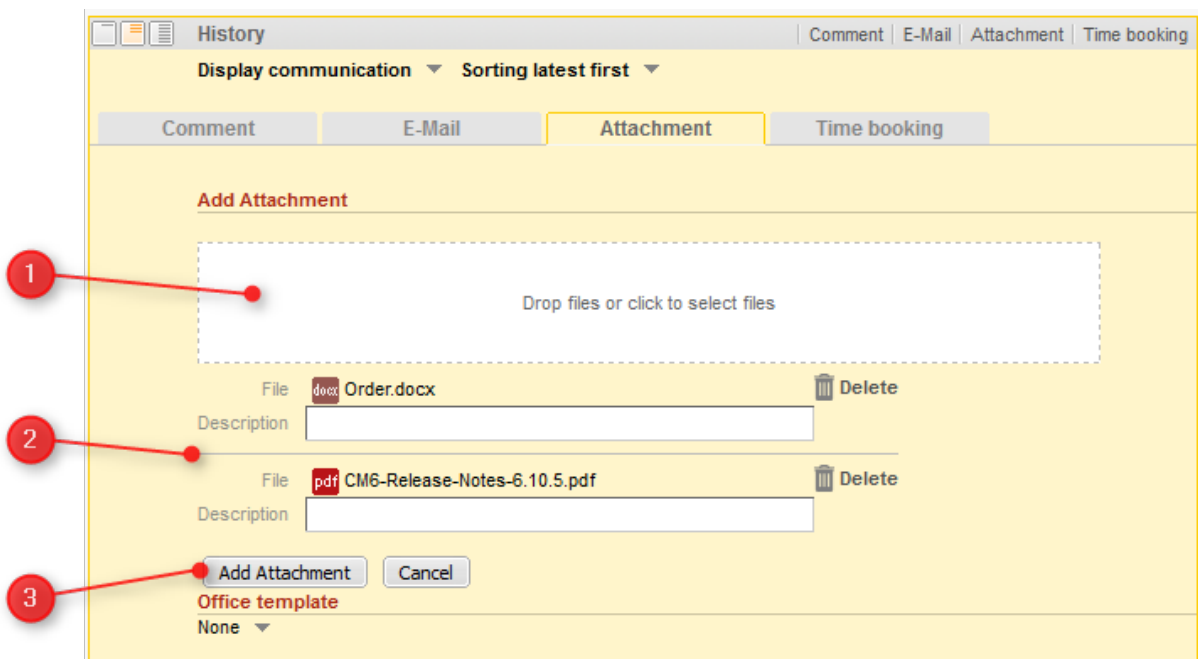 History Comment E-Mail Attachment Time booking
Display communication Sorting latest first
Comment E-Mail Attachment Time booking
Add Attachment
1
Drop files or click to select files
File docx Order.docx Delete
Description
2
File pdf CM6-Release-Notes-6.10.5.pdf Delete
Description
Add Attachment Cancel
3
Office template
None